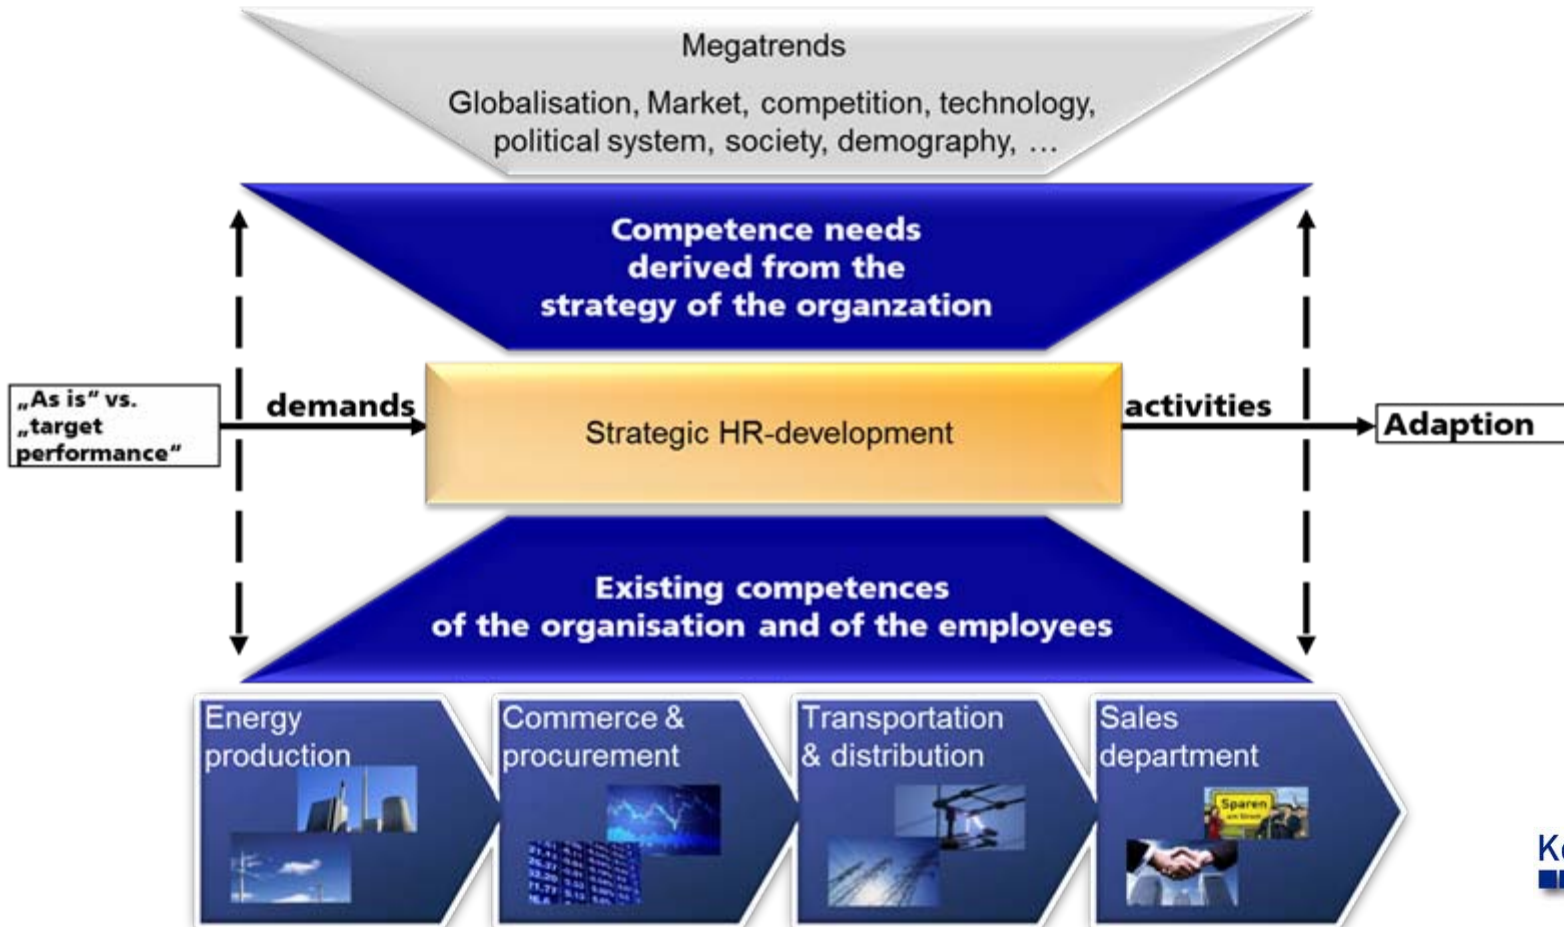 Megatrends
Globalisation, Market, competition, technology,
political system, society, demography, ...
Competence needs
derived from the
strategy of the organzation
„As is“ vs.
„target
performance“
demands
Strategic HR-development
activities
Adaption
Existing competences
of the organisation and of the employees
Energy
production
Commerce &
procurement
Transportation
& distribution
Sales
department
Sparen
am Strom